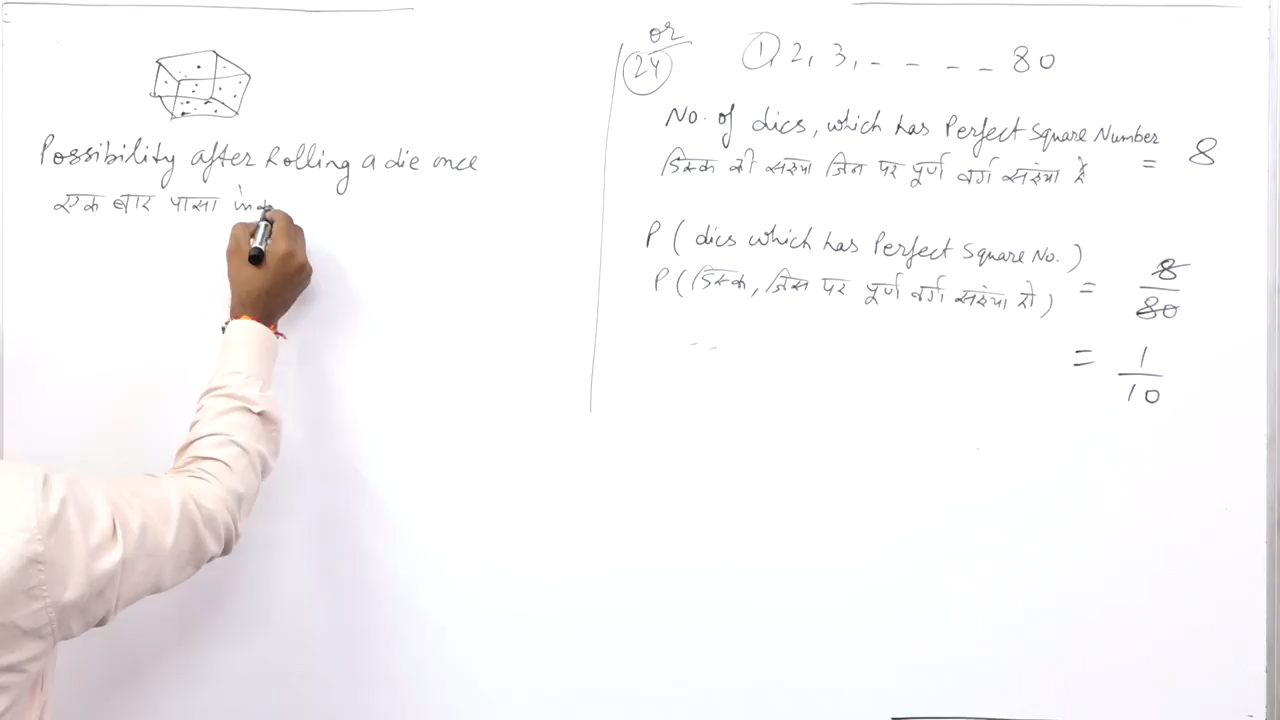 Possibility after Rolling a die once
एक बार पासा
or
24
1, 2, 3, - - - - 80
No. of dics, which has Perfect Square Number
डिस्क की संख्या जिन पर पूर्ण वर्ग संख्या है = 8
P ( dics which has Perfect Square No. )
P ( डिस्क, जिस पर पूर्ण वर्ग संख्या हो ) = 8/80
= 1/10